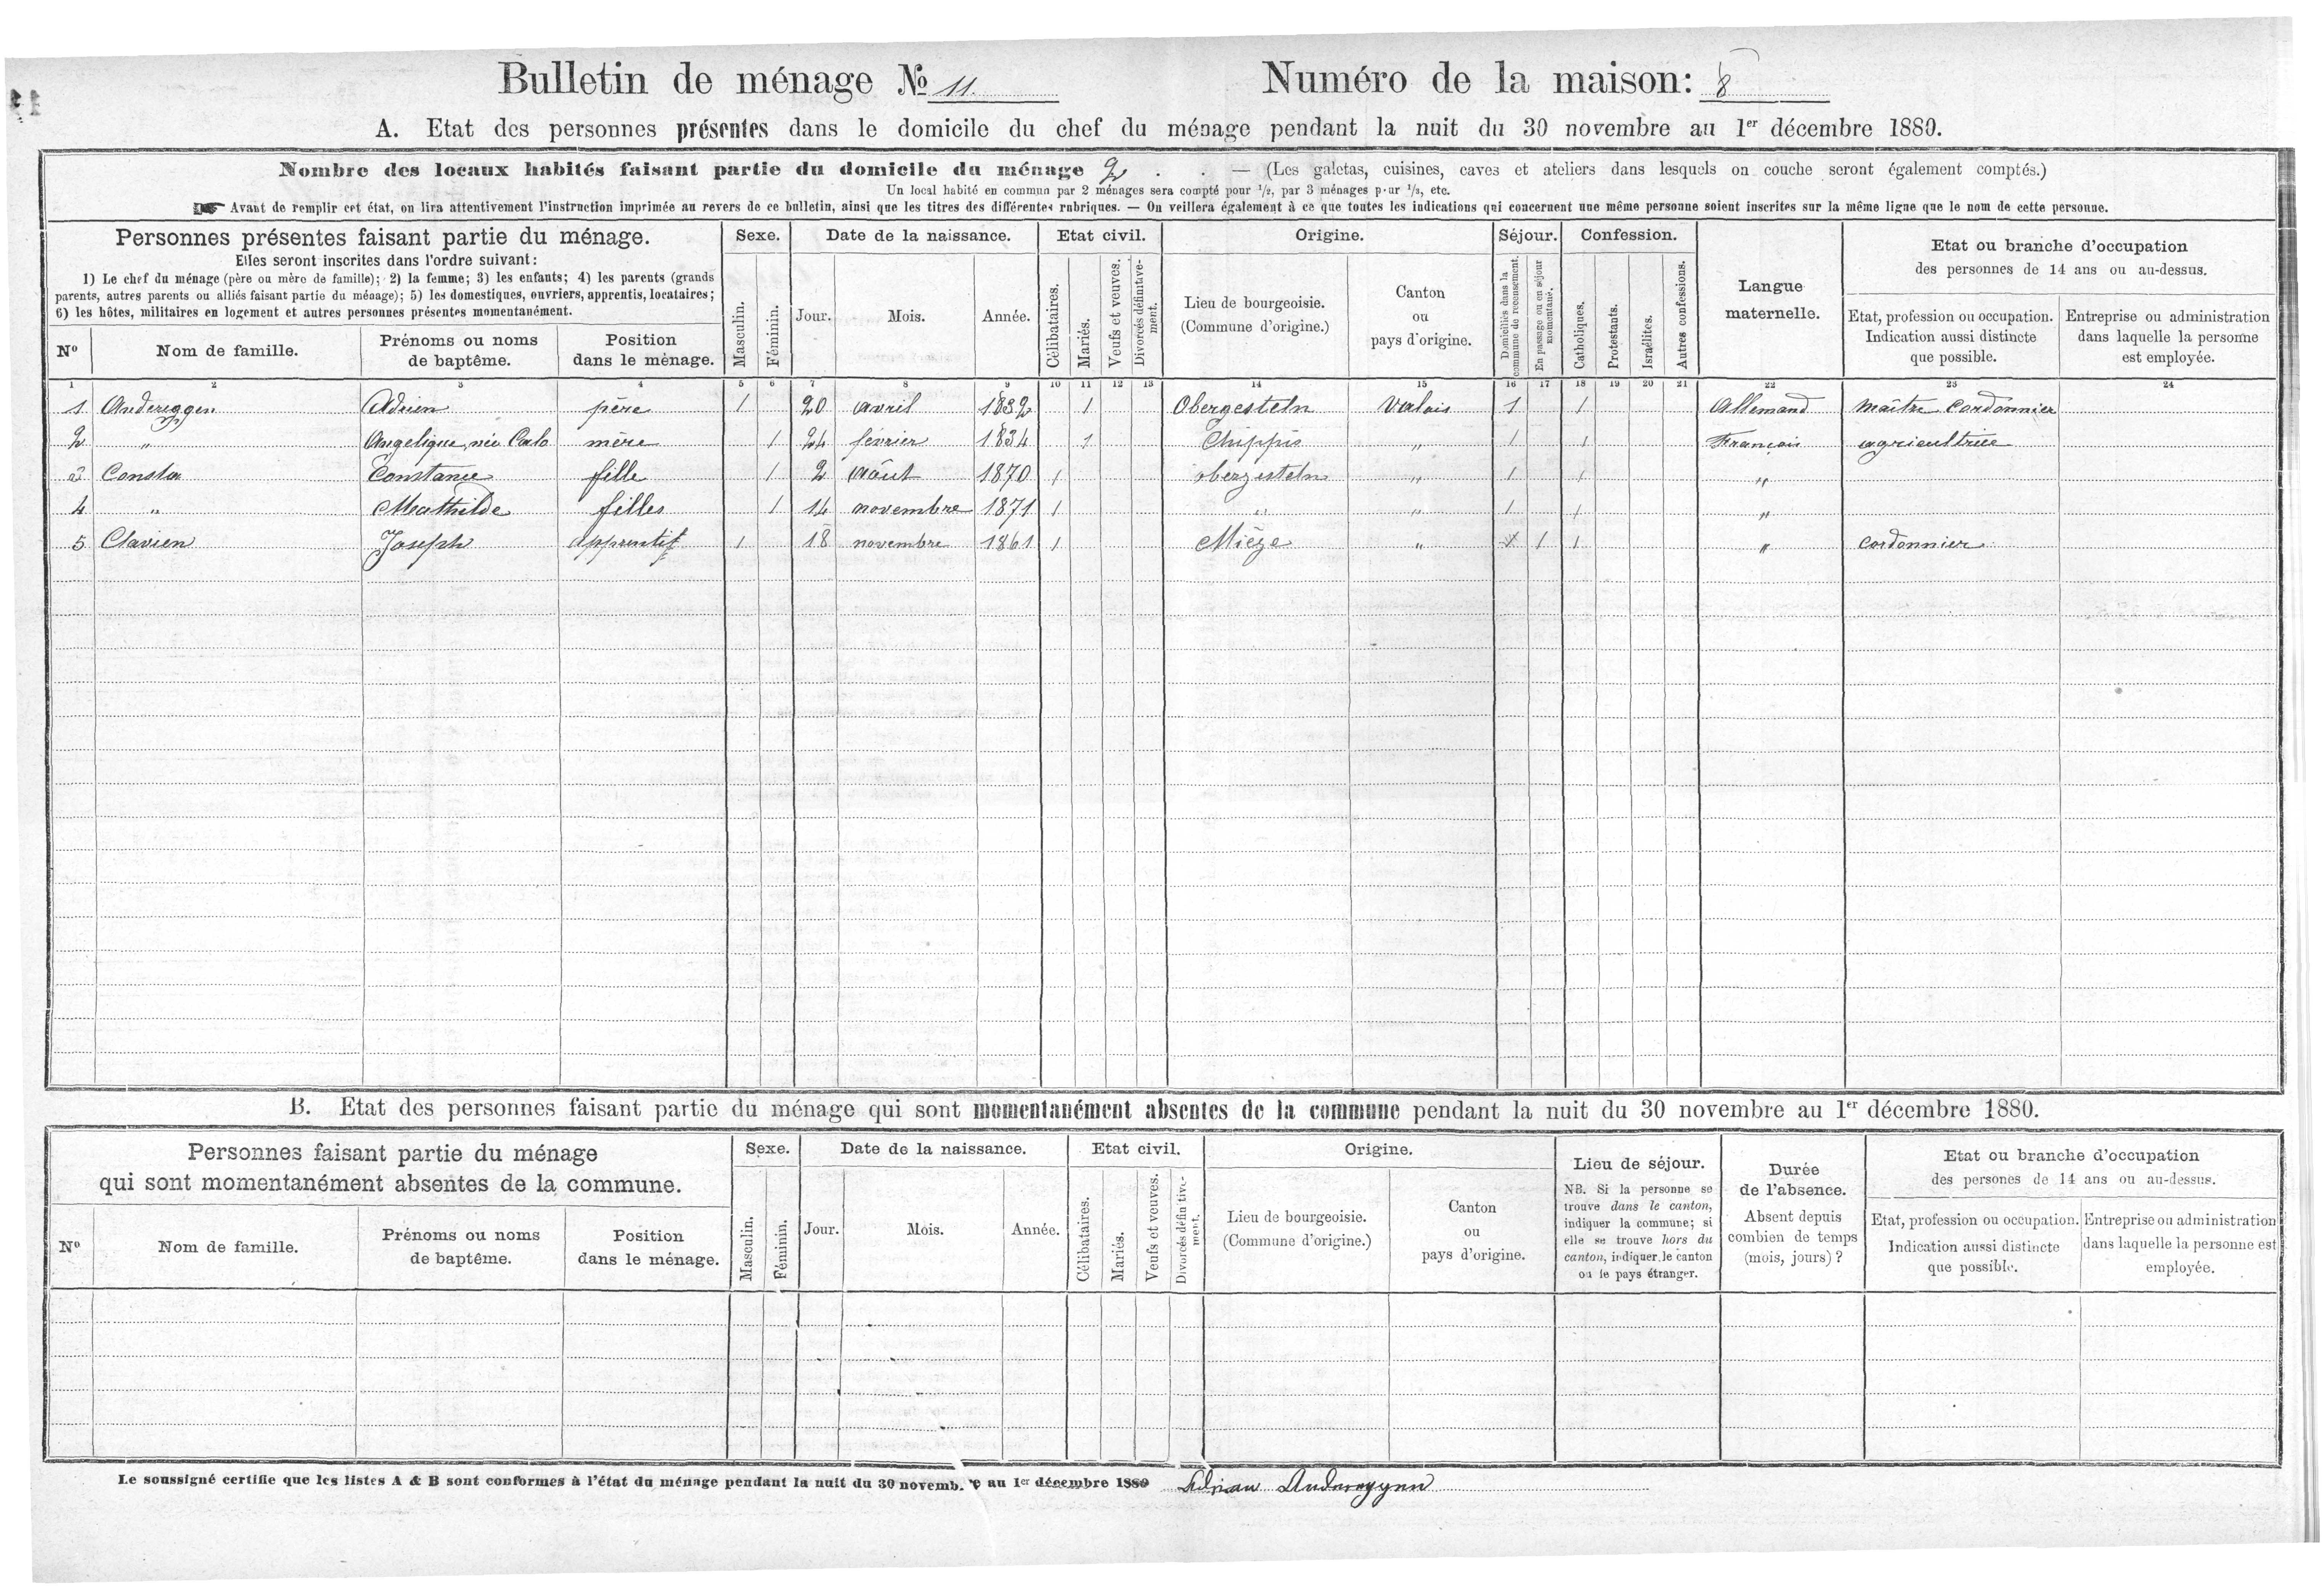 Bulletin de ménage No 11 Numéro de la maison: 8
A. Etat des personnes présentes dans le domicile du chef du ménage pendant la nuit du 30 novembre au 1er décembre 1880.
Nombre des locaux habités faisant partie du domicile du ménage 2 . . — (Les galetas, cuisines, caves et ateliers dans lesquels on couche seront également comptés.)
Un local habité en commun par 2 ménages sera compté pour 1/2, par 3 ménages pour 1/3, etc.
☛ Avant de remplir cet état, on lira attentivement l'instruction imprimée au revers de ce bulletin, ainsi que les titres des différentes rubriques. — On veillera également à ce que toutes les indications qui concernent une même personne soient inscrites sur la même ligne que le nom de cette personne.
Personnes présentes faisant partie du ménage. Sexe. Date de la naissance. Etat civil. Origine. Séjour. Confession. Langue maternelle. Etat ou branche d'occupation
Elles seront inscrites dans l'ordre suivant: des personnes de 14 ans ou au-dessus.
1) Le chef du ménage (père ou mère de famille); 2) la femme; 3) les enfants; 4) les parents (grands
parents, autres parents ou alliés faisant partie du ménage); 5) les domestiques, ouvriers, apprentis, locataires;
6) les hôtes, militaires en logement et autres personnes présentes momentanément.
No Nom de famille. Prénoms ou noms de baptême. Position dans le ménage. Masculin. Féminin. Jour. Mois. Année. Célibataires. Mariés. Veufs et veuves. Divorcés définitivement. Lieu de bourgeoisie. (Commune d'origine.) Canton ou pays d'origine. Domiciliés dans la commune de recensement. En passage ou en séjour momentané. Catholiques. Protestants. Israélites. Autres confessions. Etat, profession ou occupation. Indication aussi distincte que possible. Entreprise ou administration dans laquelle la personne est employée.
1 2 3 4 5 6 7 8 9 10 11 12 13 14 15 16 17 18 19 20 21 22 23 24
1 Andereggen Adrien père 1 20 avril 1832 1 Obergesteln Valais 1 1 Allemand maître cordonnier
2 " Angelique, née Calo mère 1 24 février 1834 1 Chippis " 1 1 Français agricultrice
3 Constance fille 1 2 Août 1870 1 obergesteln " 1 1 "
4 " Mathilde filles 1 14 novembre 1871 1 " " 1 1 "
5 Clavien Joseph apprentif 1 18 novembre 1861 1 Miège " 1 1 " cordonnier
B. Etat des personnes faisant partie du ménage qui sont momentanément absentes de la commune pendant la nuit du 30 novembre au 1er décembre 1880.
Personnes faisant partie du ménage qui sont momentanément absentes de la commune. Sexe. Date de la naissance. Etat civil. Origine. Lieu de séjour. NB. Si la personne se trouve dans le canton, indiquer la commune; si elle se trouve hors du canton, indiquer le canton ou le pays étranger. Durée de l'absence. Absent depuis combien de temps (mois, jours)? Etat ou branche d'occupation des persones de 14 ans ou au-dessus.
No Nom de famille. Prénoms ou noms de baptême. Position dans le ménage. Masculin. Féminin. Jour. Mois. Année. Célibataires. Mariés. Veufs et veuves. Divorcés définitivement. Lieu de bourgeoisie. (Commune d'origine.) Canton ou pays d'origine. Etat, profession ou occupation. Indication aussi distincte que possible. Entreprise ou administration dans laquelle la personne est employée.
Le soussigné certifie que les listes A & B sont conformes à l'état du ménage pendant la nuit du 30 novembre au 1er décembre 1880 Adrian Andereggen